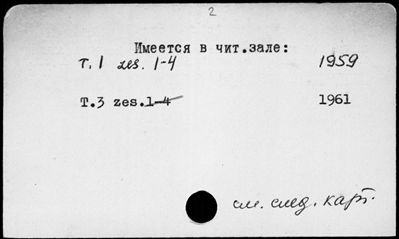 2
Имеется в чит.зале:
т. 1 zes. 1-4 1959
Т.3 zes.1-4 1961
см. след. карт.